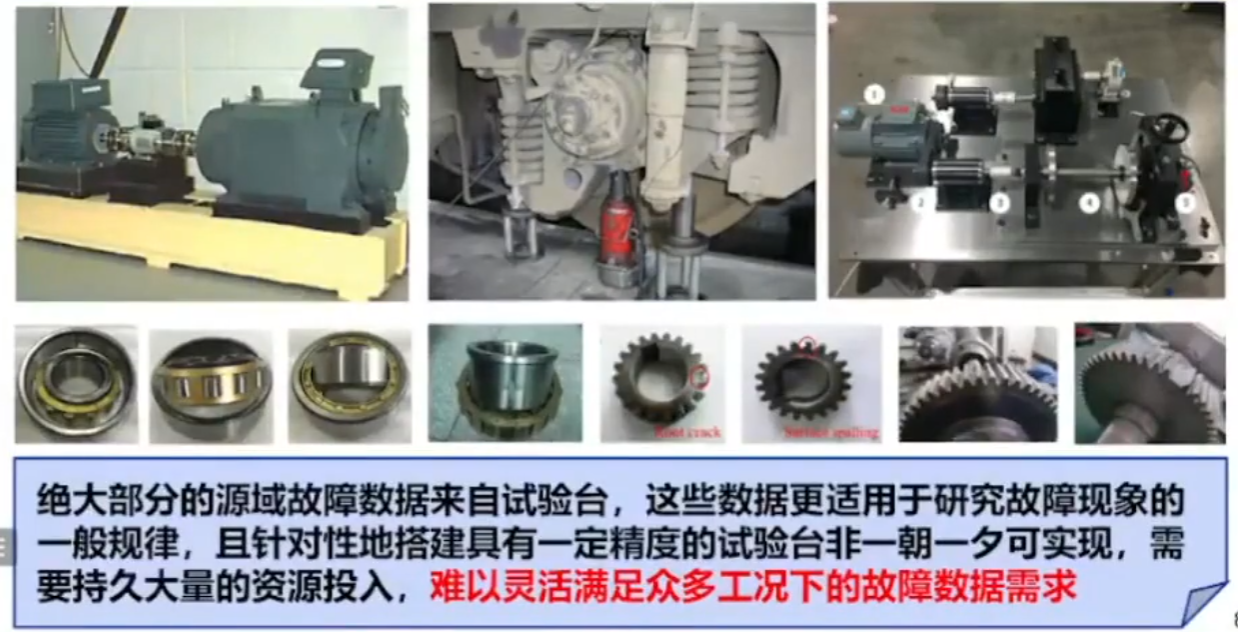 1
2
3
4
5
Root crack
Surface spalling
绝大部分的源域故障数据来自试验台，这些数据更适用于研究故障现象的
一般规律，且针对性地搭建具有一定精度的试验台非一朝一夕可实现，需
要持久大量的资源投入，难以灵活满足众多工况下的故障数据需求